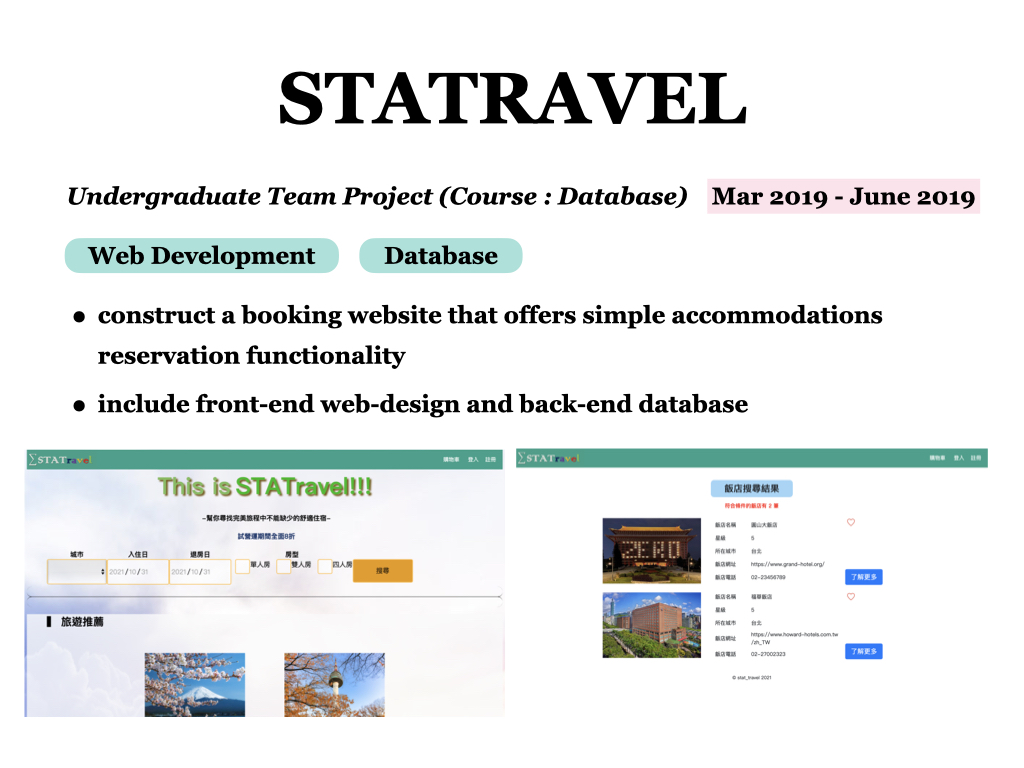 STATRAVEL
Undergraduate Team Project (Course : Database) Mar 2019 - June 2019
Web Development Database
• construct a booking website that offers simple accommodations
reservation functionality
• include front-end web-design and back-end database
∑STATravel 購物車 登入 註冊
This is STATravel!!!
~幫你尋找完美旅程中不能缺少的舒適住宿~
試營運期間全面8折
城市 入住日 退房日 房型
2021/10/31 2021/10/31 單人房 雙人房 四人房 搜尋
旅遊推薦
∑STATravel 購物車 登入 註冊
飯店搜尋結果
符合條件的飯店有 2 筆
飯店名稱 圓山大飯店
星級 5
所在城市 台北
飯店網址 https://www.grand-hotel.org/
飯店電話 02-23456789 了解更多
飯店名稱 福華飯店
星級 5
所在城市 台北
飯店網址 https://www.howard-hotels.com.tw
/zh_TW
飯店電話 02-27002323 了解更多
© stat_travel 2021